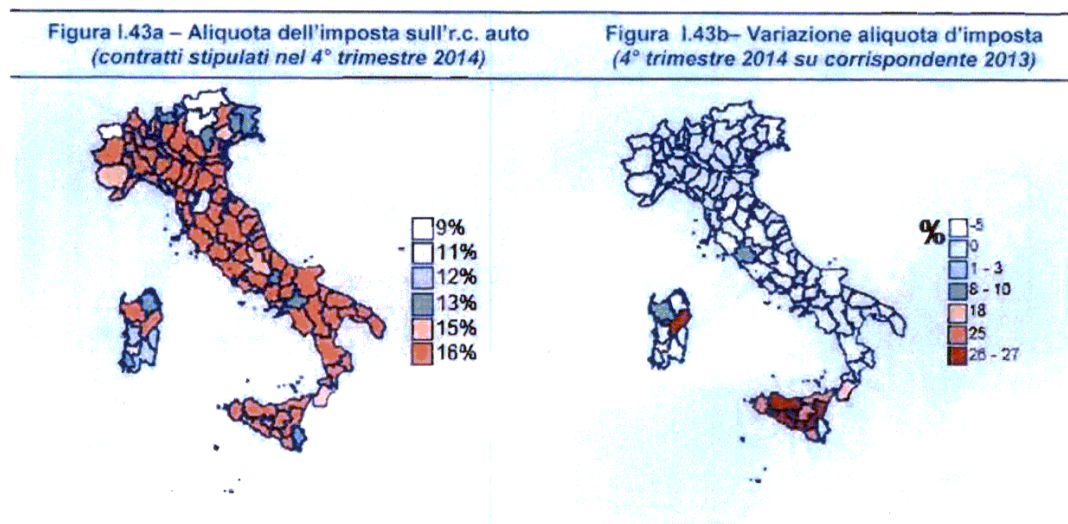 Figura I.43a – Aliquota dell'imposta sull'r.c. auto
(contratti stipulati nel 4° trimestre 2014)
9%
11%
12%
13%
15%
16%
Figura I.43b– Variazione aliquota d'imposta
(4° trimestre 2014 su corrispondente 2013)
%
-5
0
1 - 3
8 - 10
18
25
26 - 27